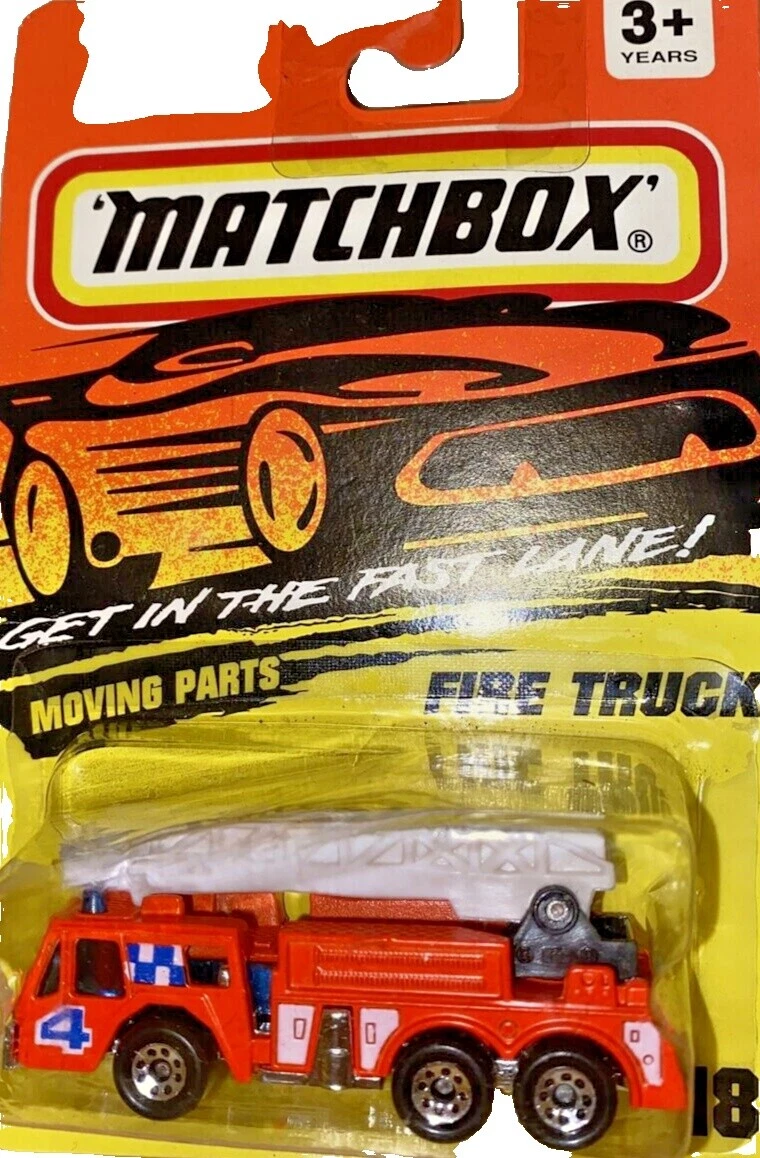 3+
YEARS
'MATCHBOX'®
GET IN THE FAST LANE!
MOVING PARTS
FIRE TRUCK
4
18